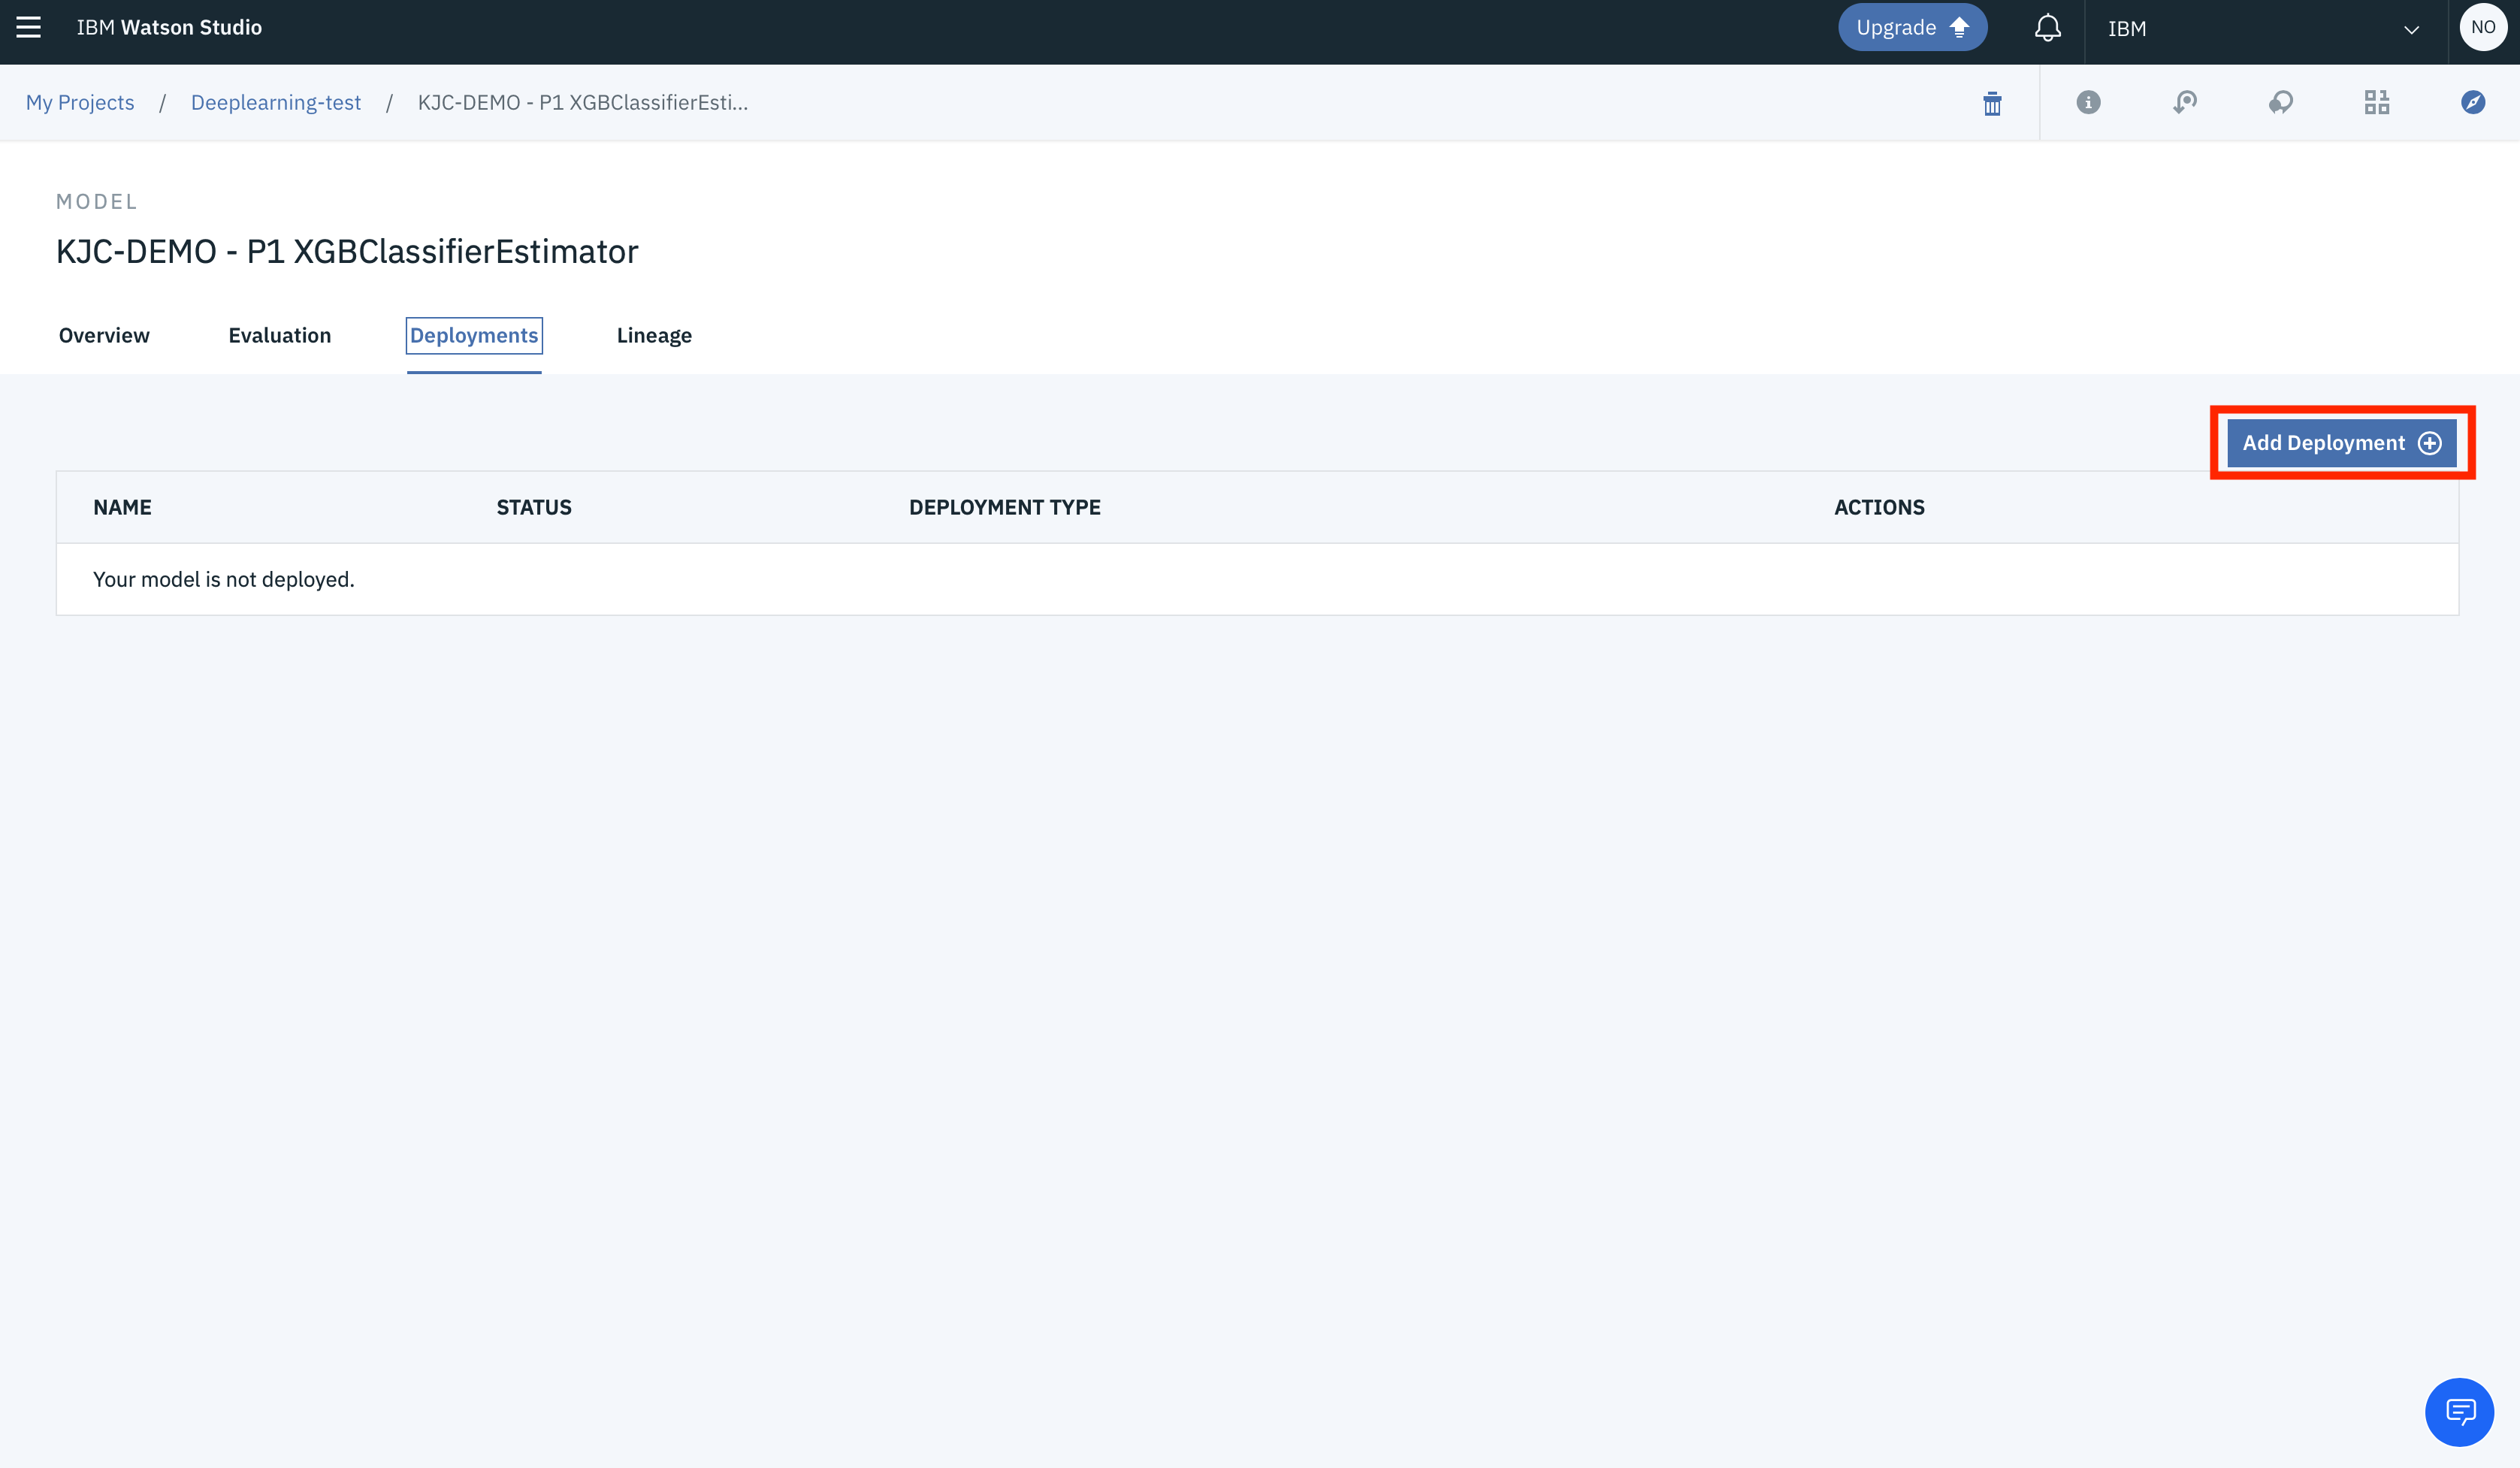 IBM Watson Studio
Upgrade
IBM
NO
My Projects / Deeplearning-test / KJC-DEMO - P1 XGBClassifierEsti...
MODEL
KJC-DEMO - P1 XGBClassifierEstimator
Overview
Evaluation
Deployments
Lineage
Add Deployment
NAME
STATUS
DEPLOYMENT TYPE
ACTIONS
Your model is not deployed.